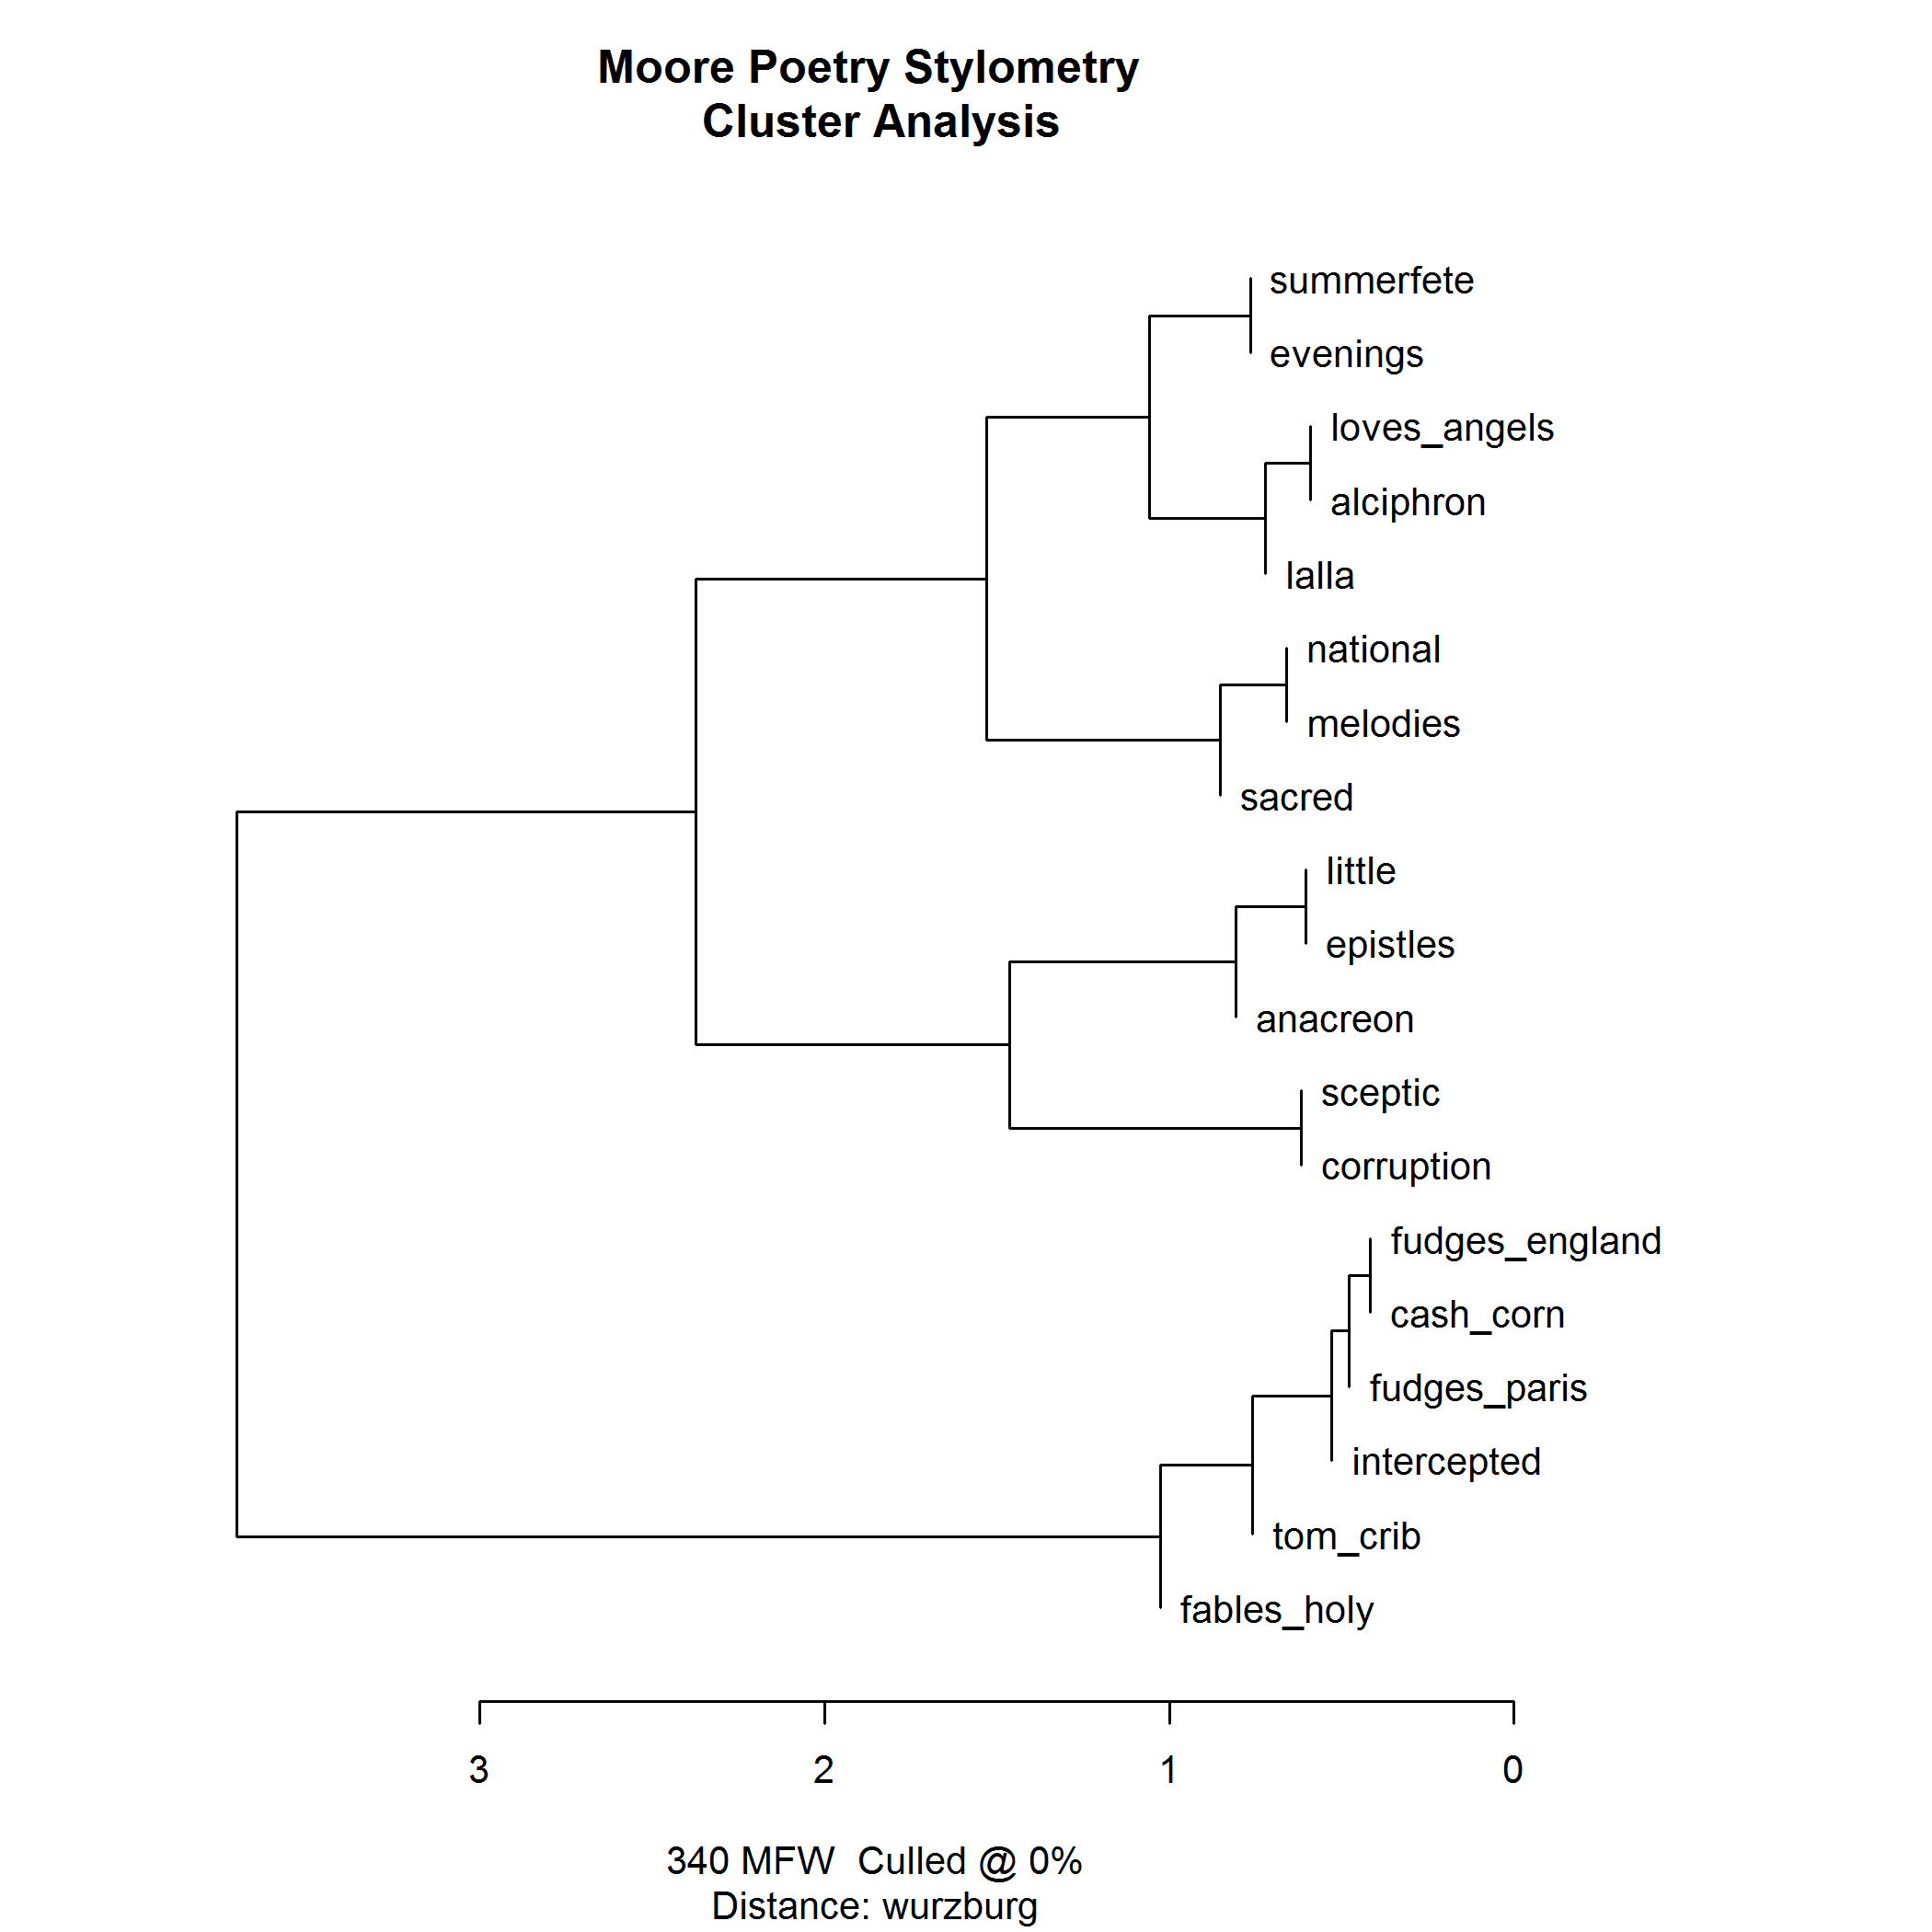 Moore Poetry Stylometry
Cluster Analysis
summerfete
evenings
loves_angels
alciphron
lalla
national
melodies
sacred
little
epistles
anacreon
sceptic
corruption
fudges_england
cash_corn
fudges_paris
intercepted
tom_crib
fables_holy
3 2 1 0
340 MFW  Culled @ 0%
Distance: wurzburg